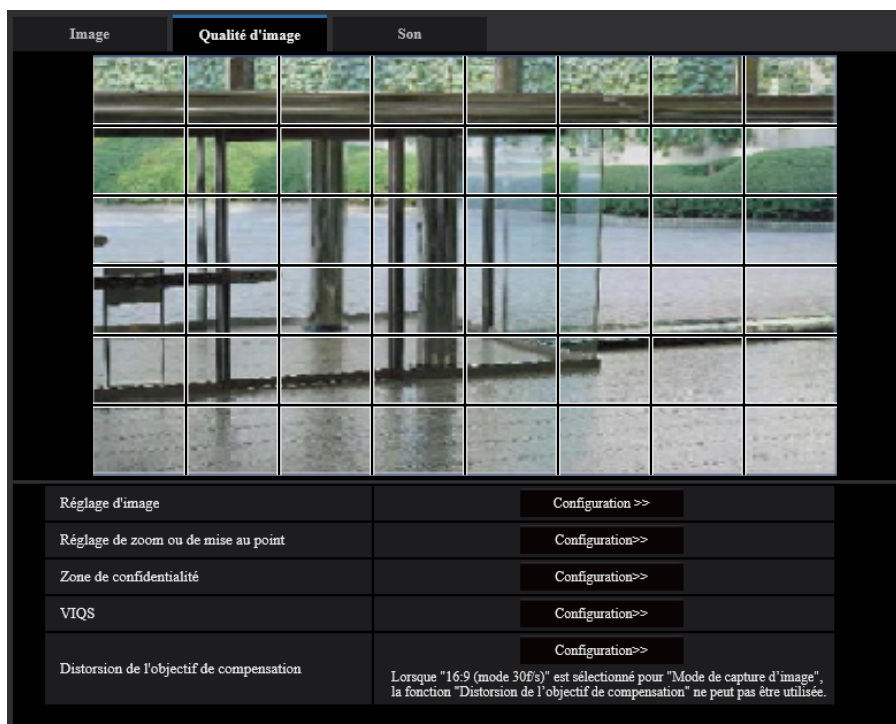 Image Qualité d'image Son
Réglage d'image Configuration >>
Réglage de zoom ou de mise au point Configuration>>
Zone de confidentialité Configuration>>
VIQS Configuration>>
Distorsion de l'objectif de compensation Configuration>>
Lorsque "16:9 (mode 30f/s)" est sélectionné pour "Mode de capture d’image",
la fonction "Distorsion de l’objectif de compensation" ne peut pas être utilisée.